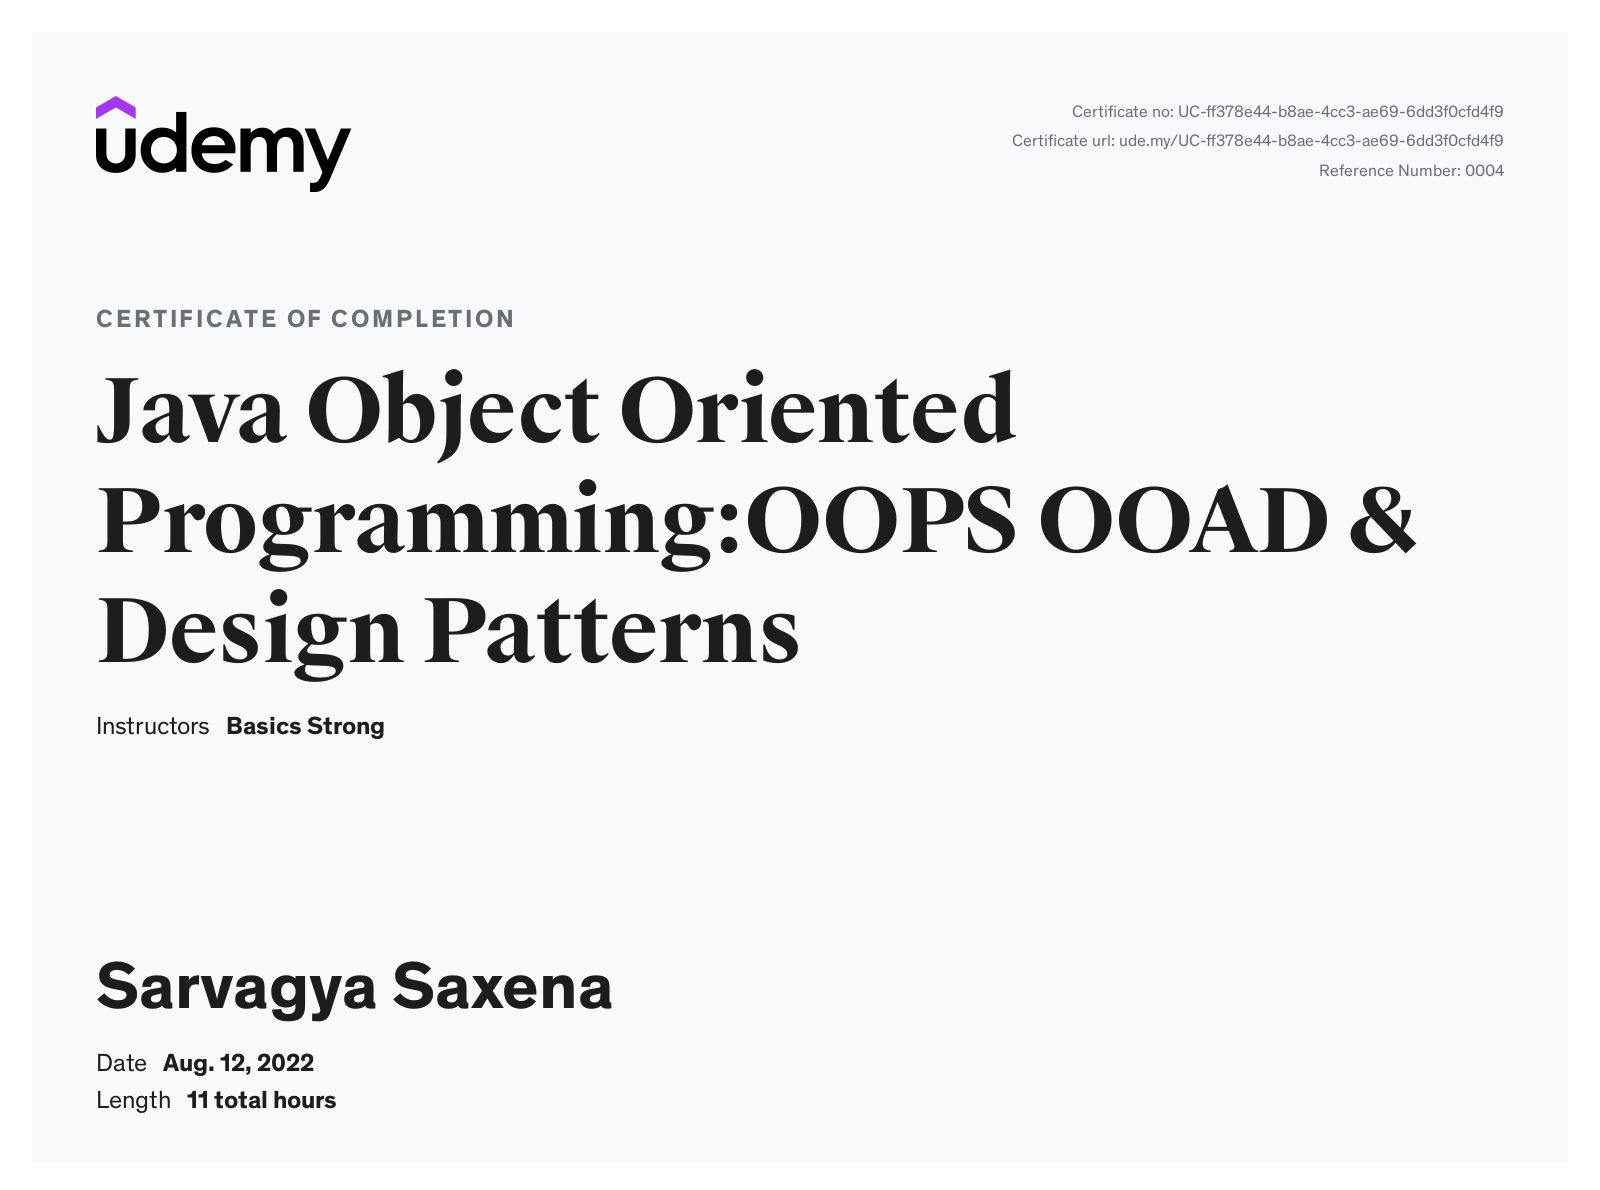 udemy
Certificate no: UC-ff378e44-b8ae-4cc3-ae69-6dd3f0cfd4f9
Certificate url: ude.my/UC-ff378e44-b8ae-4cc3-ae69-6dd3f0cfd4f9
Reference Number: 0004
CERTIFICATE OF COMPLETION
Java Object Oriented
Programming:OOPS OOAD &
Design Patterns
Instructors Basics Strong
Sarvagya Saxena
Date Aug. 12, 2022
Length 11 total hours